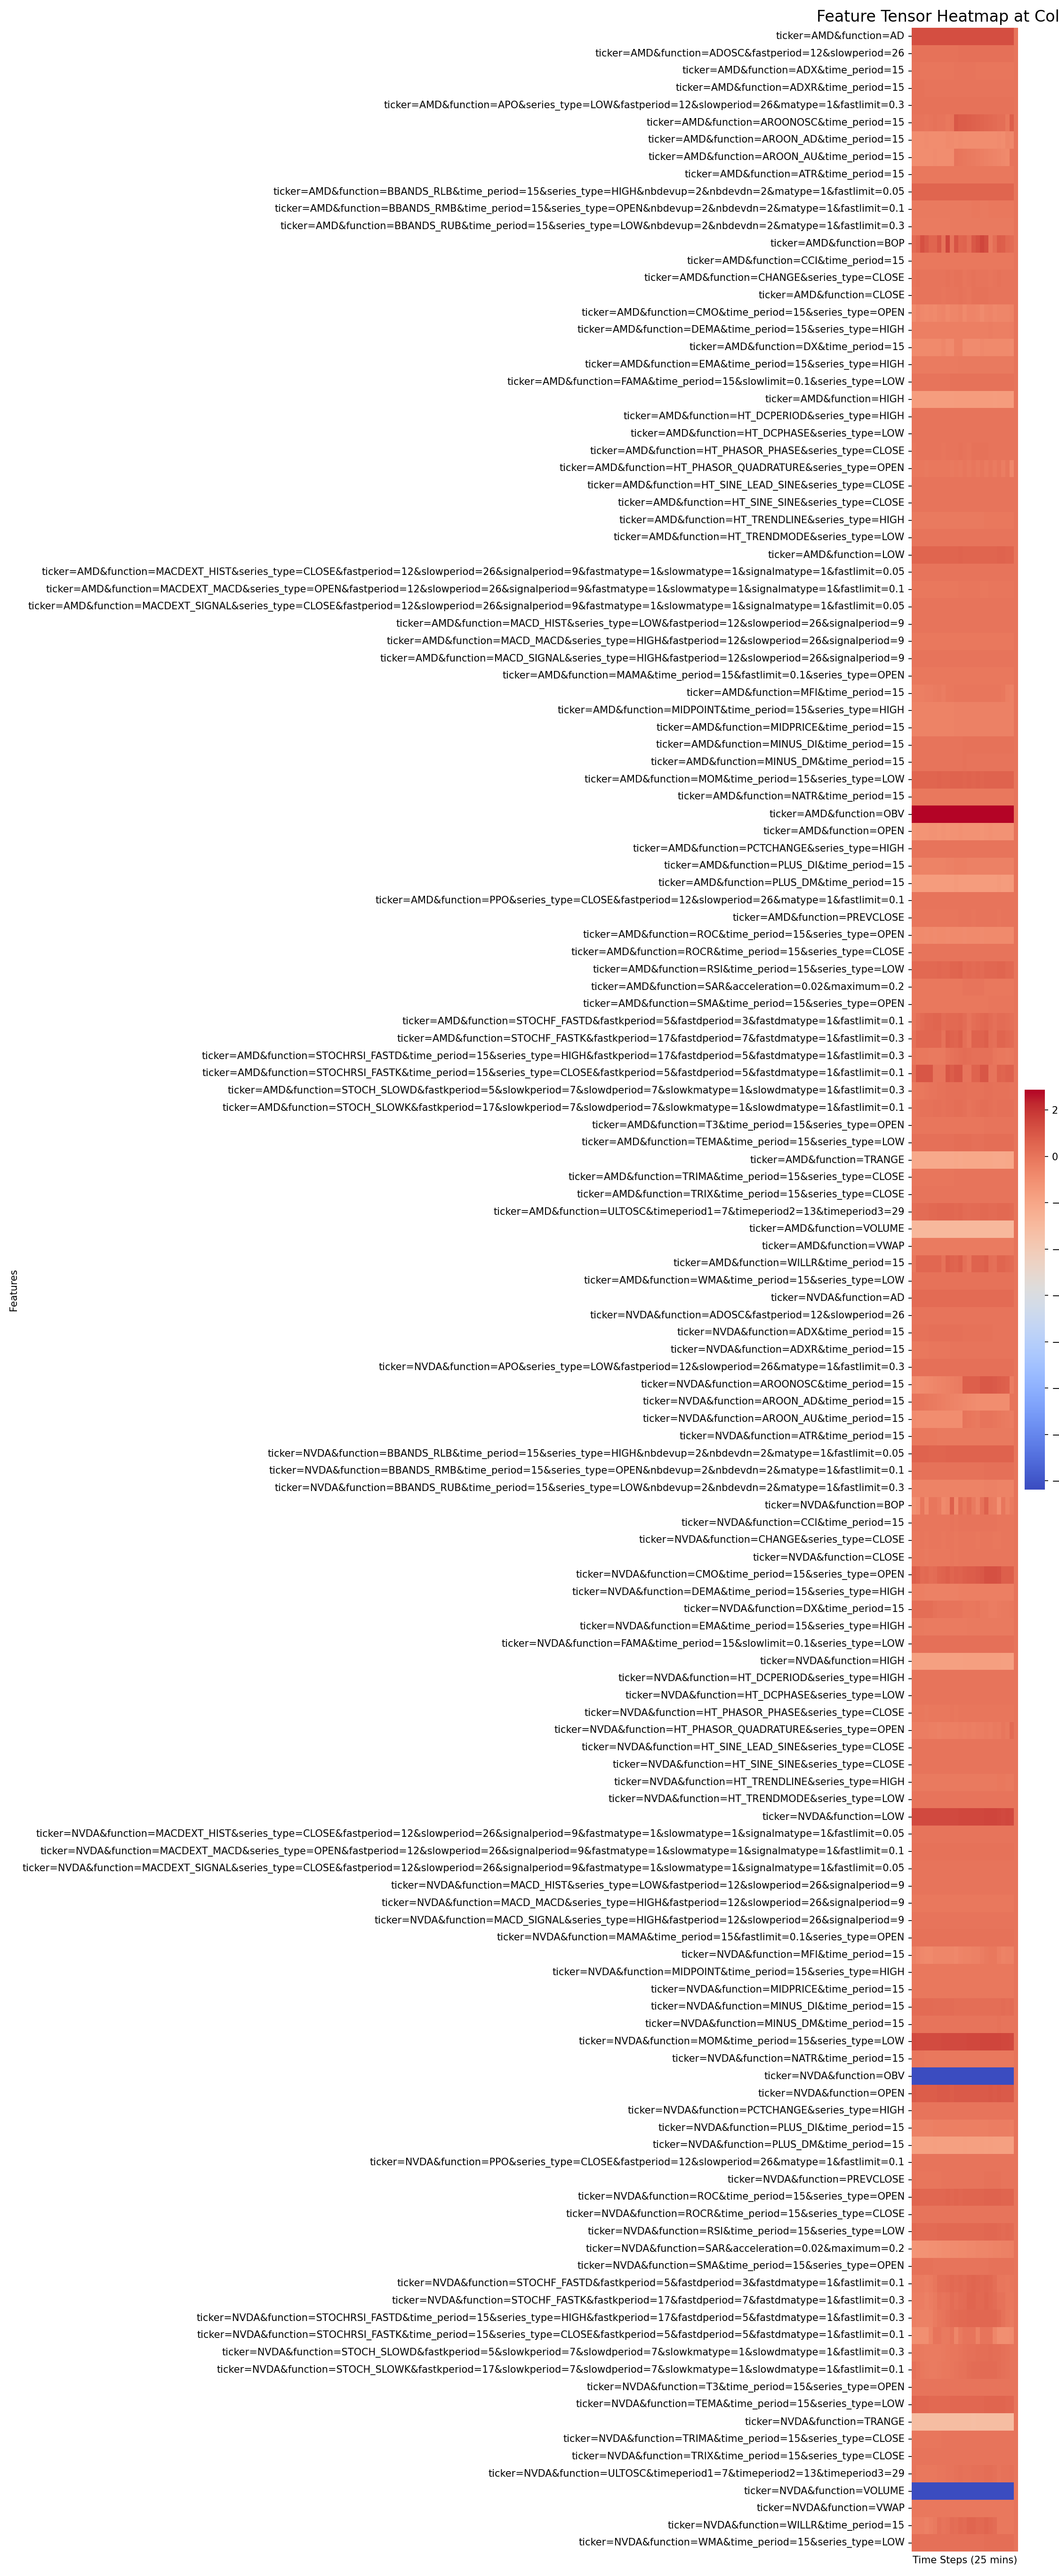 Feature Tensor Heatmap at Col
ticker=AMD&function=AD
ticker=AMD&function=ADOSC&fastperiod=12&slowperiod=26
ticker=AMD&function=ADX&time_period=15
ticker=AMD&function=ADXR&time_period=15
ticker=AMD&function=APO&series_type=LOW&fastperiod=12&slowperiod=26&matype=1&fastlimit=0.3
ticker=AMD&function=AROONOSC&time_period=15
ticker=AMD&function=AROON_AD&time_period=15
ticker=AMD&function=AROON_AU&time_period=15
ticker=AMD&function=ATR&time_period=15
ticker=AMD&function=BBANDS_RLB&time_period=15&series_type=HIGH&nbdevup=2&nbdevdn=2&matype=1&fastlimit=0.05
ticker=AMD&function=BBANDS_RMB&time_period=15&series_type=OPEN&nbdevup=2&nbdevdn=2&matype=1&fastlimit=0.1
ticker=AMD&function=BBANDS_RUB&time_period=15&series_type=LOW&nbdevup=2&nbdevdn=2&matype=1&fastlimit=0.3
ticker=AMD&function=BOP
ticker=AMD&function=CCI&time_period=15
ticker=AMD&function=CHANGE&series_type=CLOSE
ticker=AMD&function=CLOSE
ticker=AMD&function=CMO&time_period=15&series_type=OPEN
ticker=AMD&function=DEMA&time_period=15&series_type=HIGH
ticker=AMD&function=DX&time_period=15
ticker=AMD&function=EMA&time_period=15&series_type=HIGH
ticker=AMD&function=FAMA&time_period=15&slowlimit=0.1&series_type=LOW
ticker=AMD&function=HIGH
ticker=AMD&function=HT_DCPERIOD&series_type=HIGH
ticker=AMD&function=HT_DCPHASE&series_type=LOW
ticker=AMD&function=HT_PHASOR_PHASE&series_type=CLOSE
ticker=AMD&function=HT_PHASOR_QUADRATURE&series_type=OPEN
ticker=AMD&function=HT_SINE_LEAD_SINE&series_type=CLOSE
ticker=AMD&function=HT_SINE_SINE&series_type=CLOSE
ticker=AMD&function=HT_TRENDLINE&series_type=HIGH
ticker=AMD&function=HT_TRENDMODE&series_type=LOW
ticker=AMD&function=LOW
ticker=AMD&function=MACDEXT_HIST&series_type=CLOSE&fastperiod=12&slowperiod=26&signalperiod=9&fastmatype=1&slowmatype=1&signalmatype=1&fastlimit=0.05
ticker=AMD&function=MACDEXT_MACD&series_type=OPEN&fastperiod=12&slowperiod=26&signalperiod=9&fastmatype=1&slowmatype=1&signalmatype=1&fastlimit=0.1
ticker=AMD&function=MACDEXT_SIGNAL&series_type=CLOSE&fastperiod=12&slowperiod=26&signalperiod=9&fastmatype=1&slowmatype=1&signalmatype=1&fastlimit=0.05
ticker=AMD&function=MACD_HIST&series_type=LOW&fastperiod=12&slowperiod=26&signalperiod=9
ticker=AMD&function=MACD_MACD&series_type=HIGH&fastperiod=12&slowperiod=26&signalperiod=9
ticker=AMD&function=MACD_SIGNAL&series_type=HIGH&fastperiod=12&slowperiod=26&signalperiod=9
ticker=AMD&function=MAMA&time_period=15&fastlimit=0.1&series_type=OPEN
ticker=AMD&function=MFI&time_period=15
ticker=AMD&function=MIDPOINT&time_period=15&series_type=HIGH
ticker=AMD&function=MIDPRICE&time_period=15
ticker=AMD&function=MINUS_DI&time_period=15
ticker=AMD&function=MINUS_DM&time_period=15
ticker=AMD&function=MOM&time_period=15&series_type=LOW
ticker=AMD&function=NATR&time_period=15
ticker=AMD&function=OBV
ticker=AMD&function=OPEN
ticker=AMD&function=PCTCHANGE&series_type=HIGH
ticker=AMD&function=PLUS_DI&time_period=15
ticker=AMD&function=PLUS_DM&time_period=15
ticker=AMD&function=PPO&series_type=CLOSE&fastperiod=12&slowperiod=26&matype=1&fastlimit=0.1
ticker=AMD&function=PREVCLOSE
ticker=AMD&function=ROC&time_period=15&series_type=OPEN
ticker=AMD&function=ROCR&time_period=15&series_type=CLOSE
ticker=AMD&function=RSI&time_period=15&series_type=LOW
ticker=AMD&function=SAR&acceleration=0.02&maximum=0.2
ticker=AMD&function=SMA&time_period=15&series_type=OPEN
ticker=AMD&function=STOCHF_FASTD&fastkperiod=5&fastdperiod=3&fastdmatype=1&fastlimit=0.1
ticker=AMD&function=STOCHF_FASTK&fastkperiod=17&fastdperiod=7&fastdmatype=1&fastlimit=0.3
ticker=AMD&function=STOCHRSI_FASTD&time_period=15&series_type=HIGH&fastkperiod=17&fastdperiod=5&fastdmatype=1&fastlimit=0.3
ticker=AMD&function=STOCHRSI_FASTK&time_period=15&series_type=CLOSE&fastkperiod=5&fastdperiod=5&fastdmatype=1&fastlimit=0.1
ticker=AMD&function=STOCH_SLOWD&fastkperiod=5&slowkperiod=7&slowdperiod=7&slowkmatype=1&slowdmatype=1&fastlimit=0.3
ticker=AMD&function=STOCH_SLOWK&fastkperiod=17&slowkperiod=7&slowdperiod=7&slowkmatype=1&slowdmatype=1&fastlimit=0.1
ticker=AMD&function=T3&time_period=15&series_type=OPEN
ticker=AMD&function=TEMA&time_period=15&series_type=LOW
ticker=AMD&function=TRANGE
ticker=AMD&function=TRIMA&time_period=15&series_type=CLOSE
ticker=AMD&function=TRIX&time_period=15&series_type=CLOSE
ticker=AMD&function=ULTOSC&timeperiod1=7&timeperiod2=13&timeperiod3=29
ticker=AMD&function=VOLUME
ticker=AMD&function=VWAP
ticker=AMD&function=WILLR&time_period=15
ticker=AMD&function=WMA&time_period=15&series_type=LOW
ticker=NVDA&function=AD
ticker=NVDA&function=ADOSC&fastperiod=12&slowperiod=26
ticker=NVDA&function=ADX&time_period=15
ticker=NVDA&function=ADXR&time_period=15
ticker=NVDA&function=APO&series_type=LOW&fastperiod=12&slowperiod=26&matype=1&fastlimit=0.3
ticker=NVDA&function=AROONOSC&time_period=15
ticker=NVDA&function=AROON_AD&time_period=15
ticker=NVDA&function=AROON_AU&time_period=15
ticker=NVDA&function=ATR&time_period=15
ticker=NVDA&function=BBANDS_RLB&time_period=15&series_type=HIGH&nbdevup=2&nbdevdn=2&matype=1&fastlimit=0.05
ticker=NVDA&function=BBANDS_RMB&time_period=15&series_type=OPEN&nbdevup=2&nbdevdn=2&matype=1&fastlimit=0.1
ticker=NVDA&function=BBANDS_RUB&time_period=15&series_type=LOW&nbdevup=2&nbdevdn=2&matype=1&fastlimit=0.3
ticker=NVDA&function=BOP
ticker=NVDA&function=CCI&time_period=15
ticker=NVDA&function=CHANGE&series_type=CLOSE
ticker=NVDA&function=CLOSE
ticker=NVDA&function=CMO&time_period=15&series_type=OPEN
ticker=NVDA&function=DEMA&time_period=15&series_type=HIGH
ticker=NVDA&function=DX&time_period=15
ticker=NVDA&function=EMA&time_period=15&series_type=HIGH
ticker=NVDA&function=FAMA&time_period=15&slowlimit=0.1&series_type=LOW
ticker=NVDA&function=HIGH
ticker=NVDA&function=HT_DCPERIOD&series_type=HIGH
ticker=NVDA&function=HT_DCPHASE&series_type=LOW
ticker=NVDA&function=HT_PHASOR_PHASE&series_type=CLOSE
ticker=NVDA&function=HT_PHASOR_QUADRATURE&series_type=OPEN
ticker=NVDA&function=HT_SINE_LEAD_SINE&series_type=CLOSE
ticker=NVDA&function=HT_SINE_SINE&series_type=CLOSE
ticker=NVDA&function=HT_TRENDLINE&series_type=HIGH
ticker=NVDA&function=HT_TRENDMODE&series_type=LOW
ticker=NVDA&function=LOW
ticker=NVDA&function=MACDEXT_HIST&series_type=CLOSE&fastperiod=12&slowperiod=26&signalperiod=9&fastmatype=1&slowmatype=1&signalmatype=1&fastlimit=0.05
ticker=NVDA&function=MACDEXT_MACD&series_type=OPEN&fastperiod=12&slowperiod=26&signalperiod=9&fastmatype=1&slowmatype=1&signalmatype=1&fastlimit=0.1
ticker=NVDA&function=MACDEXT_SIGNAL&series_type=CLOSE&fastperiod=12&slowperiod=26&signalperiod=9&fastmatype=1&slowmatype=1&signalmatype=1&fastlimit=0.05
ticker=NVDA&function=MACD_HIST&series_type=LOW&fastperiod=12&slowperiod=26&signalperiod=9
ticker=NVDA&function=MACD_MACD&series_type=HIGH&fastperiod=12&slowperiod=26&signalperiod=9
ticker=NVDA&function=MACD_SIGNAL&series_type=HIGH&fastperiod=12&slowperiod=26&signalperiod=9
ticker=NVDA&function=MAMA&time_period=15&fastlimit=0.1&series_type=OPEN
ticker=NVDA&function=MFI&time_period=15
ticker=NVDA&function=MIDPOINT&time_period=15&series_type=HIGH
ticker=NVDA&function=MIDPRICE&time_period=15
ticker=NVDA&function=MINUS_DI&time_period=15
ticker=NVDA&function=MINUS_DM&time_period=15
ticker=NVDA&function=MOM&time_period=15&series_type=LOW
ticker=NVDA&function=NATR&time_period=15
ticker=NVDA&function=OBV
ticker=NVDA&function=OPEN
ticker=NVDA&function=PCTCHANGE&series_type=HIGH
ticker=NVDA&function=PLUS_DI&time_period=15
ticker=NVDA&function=PLUS_DM&time_period=15
ticker=NVDA&function=PPO&series_type=CLOSE&fastperiod=12&slowperiod=26&matype=1&fastlimit=0.1
ticker=NVDA&function=PREVCLOSE
ticker=NVDA&function=ROC&time_period=15&series_type=OPEN
ticker=NVDA&function=ROCR&time_period=15&series_type=CLOSE
ticker=NVDA&function=RSI&time_period=15&series_type=LOW
ticker=NVDA&function=SAR&acceleration=0.02&maximum=0.2
ticker=NVDA&function=SMA&time_period=15&series_type=OPEN
ticker=NVDA&function=STOCHF_FASTD&fastkperiod=5&fastdperiod=3&fastdmatype=1&fastlimit=0.1
ticker=NVDA&function=STOCHF_FASTK&fastkperiod=17&fastdperiod=7&fastdmatype=1&fastlimit=0.3
ticker=NVDA&function=STOCHRSI_FASTD&time_period=15&series_type=HIGH&fastkperiod=17&fastdperiod=5&fastdmatype=1&fastlimit=0.3
ticker=NVDA&function=STOCHRSI_FASTK&time_period=15&series_type=CLOSE&fastkperiod=5&fastdperiod=5&fastdmatype=1&fastlimit=0.1
ticker=NVDA&function=STOCH_SLOWD&fastkperiod=5&slowkperiod=7&slowdperiod=7&slowkmatype=1&slowdmatype=1&fastlimit=0.3
ticker=NVDA&function=STOCH_SLOWK&fastkperiod=17&slowkperiod=7&slowdperiod=7&slowkmatype=1&slowdmatype=1&fastlimit=0.1
ticker=NVDA&function=T3&time_period=15&series_type=OPEN
ticker=NVDA&function=TEMA&time_period=15&series_type=LOW
ticker=NVDA&function=TRANGE
ticker=NVDA&function=TRIMA&time_period=15&series_type=CLOSE
ticker=NVDA&function=TRIX&time_period=15&series_type=CLOSE
ticker=NVDA&function=ULTOSC&timeperiod1=7&timeperiod2=13&timeperiod3=29
ticker=NVDA&function=VOLUME
ticker=NVDA&function=VWAP
ticker=NVDA&function=WILLR&time_period=15
ticker=NVDA&function=WMA&time_period=15&series_type=LOW
Features
Time Steps (25 mins)
2
0